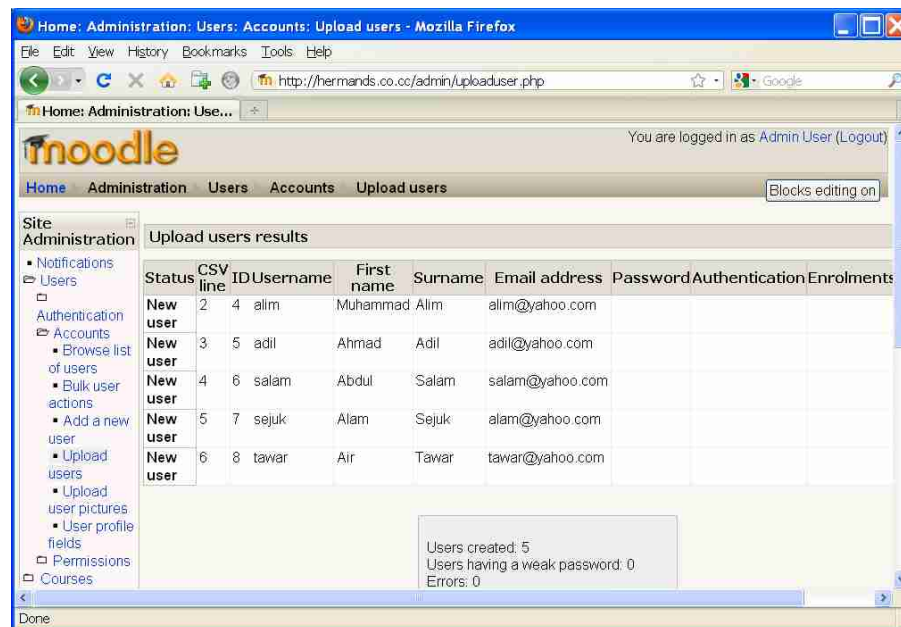 Home: Administration: Users: Accounts: Upload users - Mozilla Firefox
File Edit View History Bookmarks Tools Help
http://hermands.co.cc/admin/uploaduser.php
Google
Home: Administration: Use...
moodle
You are logged in as Admin User (Logout)
Home Administration Users Accounts Upload users
Blocks editing on
Site
Administration
Notifications
Users
Authentication
Accounts
Browse list
of users
Bulk user
actions
Add a new
user
Upload
users
Upload
user pictures
User profile
fields
Permissions
Courses
Upload users results
Status CSV line ID Username First name Surname Email address Password Authentication Enrolments
New user 2 4 alim Muhammad Alim alim@yahoo.com
New user 3 5 adil Ahmad Adil adil@yahoo.com
New user 4 6 salam Abdul Salam salam@yahoo.com
New user 5 7 sejuk Alam Sejuk alam@yahoo.com
New user 6 8 tawar Air Tawar tawar@yahoo.com
Users created: 5
Users having a weak password: 0
Errors: 0
Done